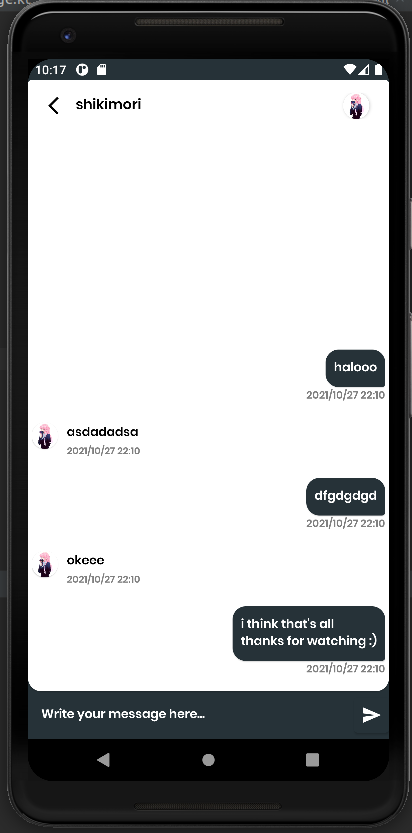 10:17
shikimori
halooo
2021/10/27 22:10
asdadadsa
2021/10/27 22:10
dfgdgdgd
2021/10/27 22:10
okeee
2021/10/27 22:10
i think that's all
thanks for watching :)
2021/10/27 22:10
Write your message here...